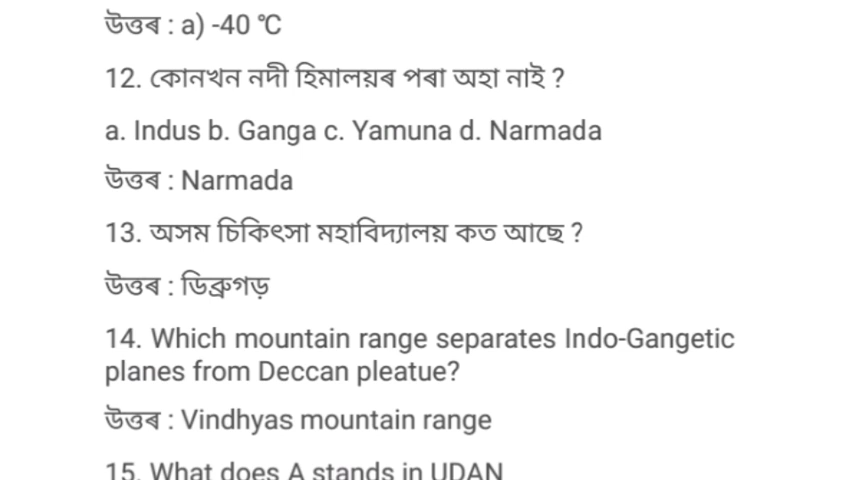 উত্তৰ : a) -40 ℃
12. কোনখন নদী হিমালয়ৰ পৰা অহা নাই ?
a. Indus b. Ganga c. Yamuna d. Narmada
উত্তৰ : Narmada
13. অসম চিকিৎসা মহাবিদ্যালয় কত আছে ?
উত্তৰ : ডিব্ৰুগড়
14. Which mountain range separates Indo-Gangetic
planes from Deccan pleatue?
উত্তৰ : Vindhyas mountain range
15. What does A stands in UDAN